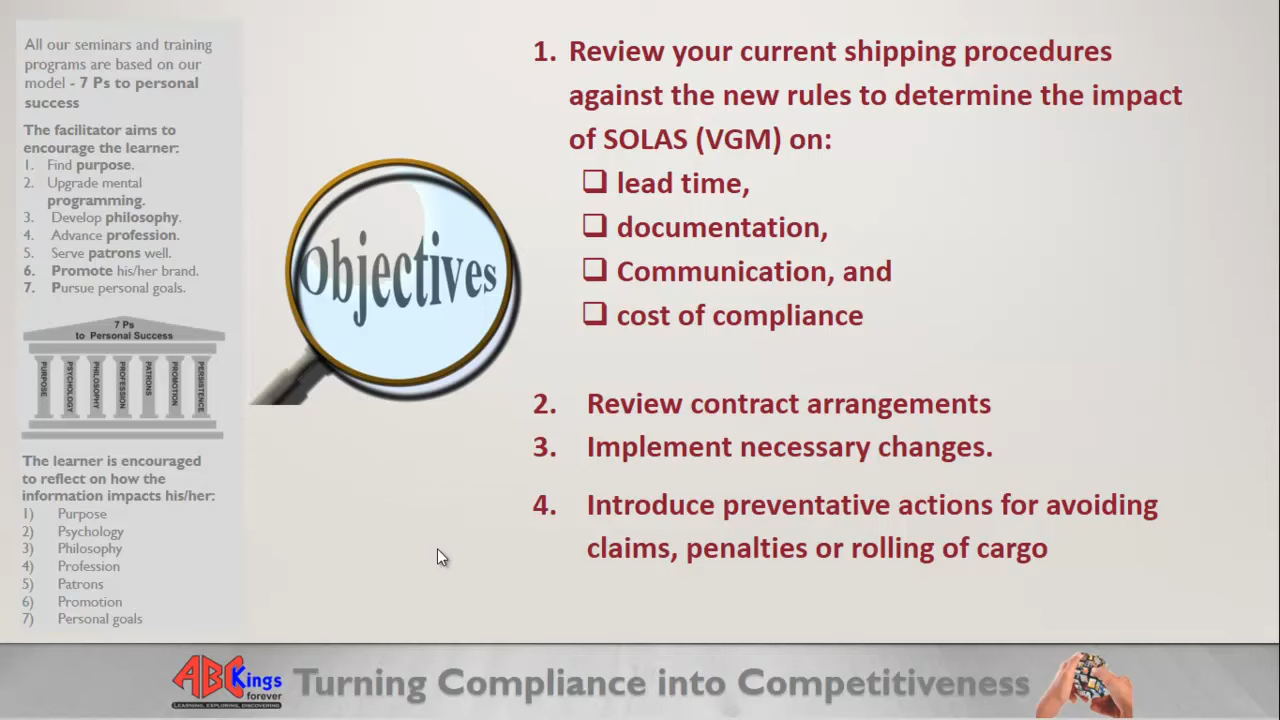 All our seminars and training
programs are based on our
model - 7 Ps to personal
success
The facilitator aims to
encourage the learner:
1. Find purpose.
2. Upgrade mental
programming.
3. Develop philosophy.
4. Advance profession.
5. Serve patrons well.
6. Promote his/her brand.
7. Pursue personal goals.
7 Ps
to Personal Success
PURPOSE
PSYCHOLOGY
PHILOSOPHY
PROFESSION
PATRONS
PROMOTION
PERSISTENCE
The learner is encouraged
to reflect on how the
information impacts his/her:
1) Purpose
2) Psychology
3) Philosophy
4) Profession
5) Patrons
6) Promotion
7) Personal goals
Objectives
1. Review your current shipping procedures
against the new rules to determine the impact
of SOLAS (VGM) on:
❑ lead time,
❑ documentation,
❑ Communication, and
❑ cost of compliance
2. Review contract arrangements
3. Implement necessary changes.
4. Introduce preventative actions for avoiding
claims, penalties or rolling of cargo
ABC Kings
forever
LEARNING, EXPLORING, DISCOVERING
Turning Compliance into Competitiveness